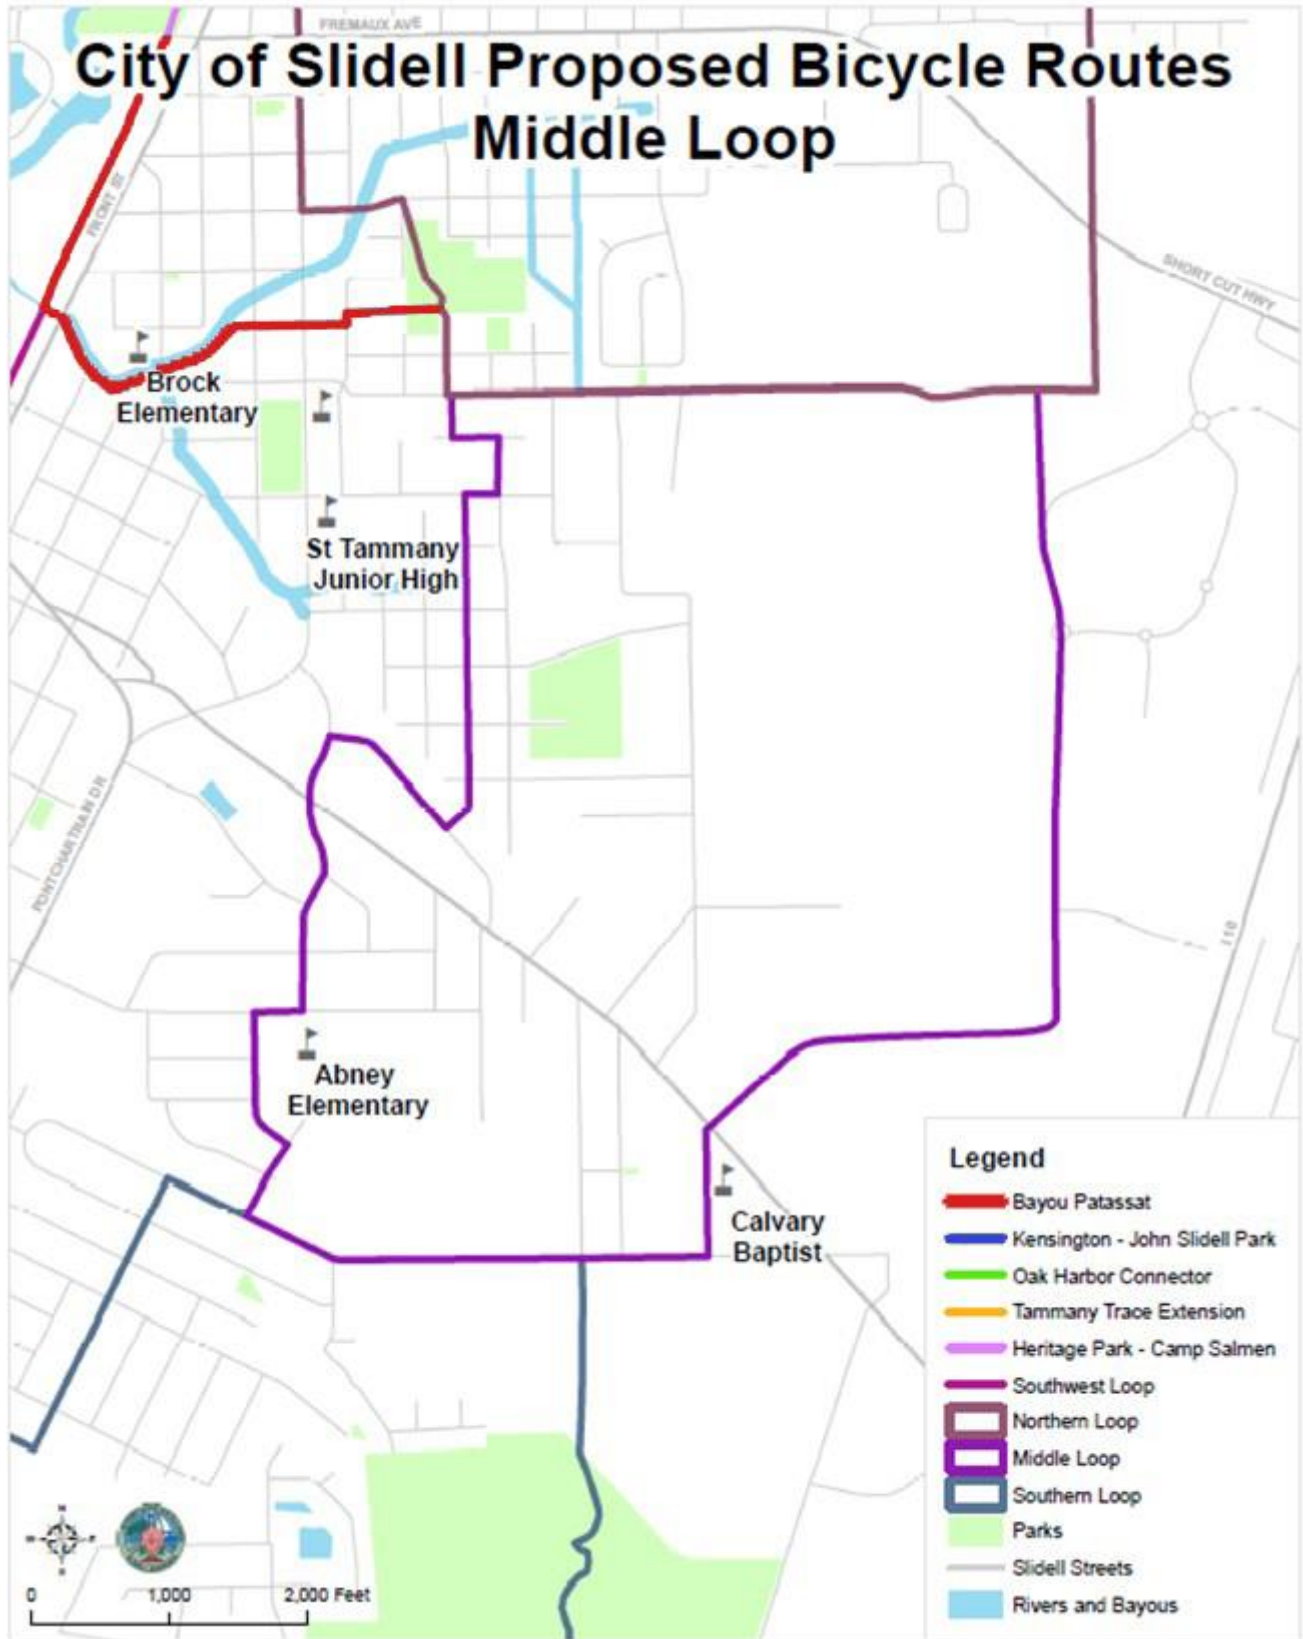 FREMAUX AVE
City of Slidell Proposed Bicycle Routes
Middle Loop
FRONT ST
SHORT CUT HWY
Brock
Elementary
St Tammany
Junior High
PONTCHARTRAIN DR
I 10
Abney
Elementary
Calvary
Baptist
Legend
Bayou Patassat
Kensington - John Slidell Park
Oak Harbor Connector
Tammany Trace Extension
Heritage Park - Camp Salmen
Southwest Loop
Northern Loop
Middle Loop
Southern Loop
Parks
Slidell Streets
Rivers and Bayous
0 1,000 2,000 Feet